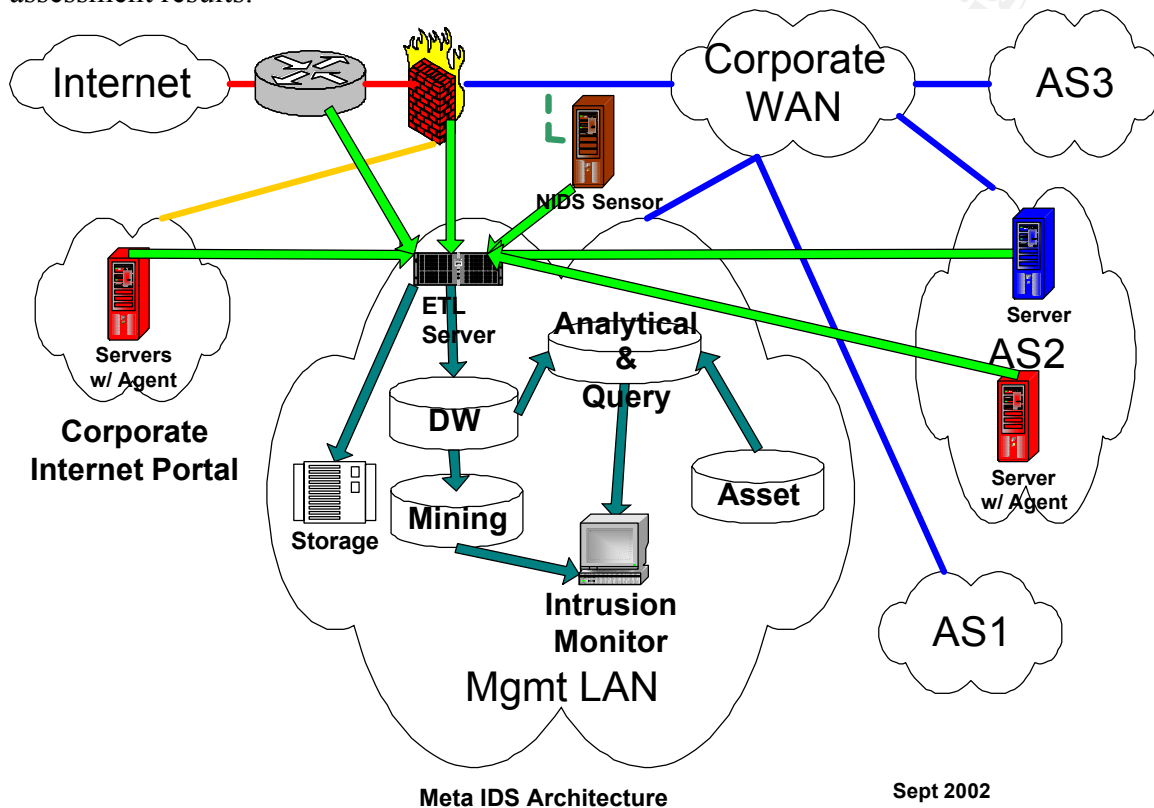 assessment results.
Internet
Corporate
WAN
AS3
NIDS Sensor
ETL
Server
Analytical
&
Query
Server
AS2
Servers
w/ Agent
DW
Corporate
Internet Portal
Server
w/ Agent
Asset
Mining
Storage
Intrusion
Monitor
AS1
Mgmt LAN
Meta IDS Architecture
Sept 2002